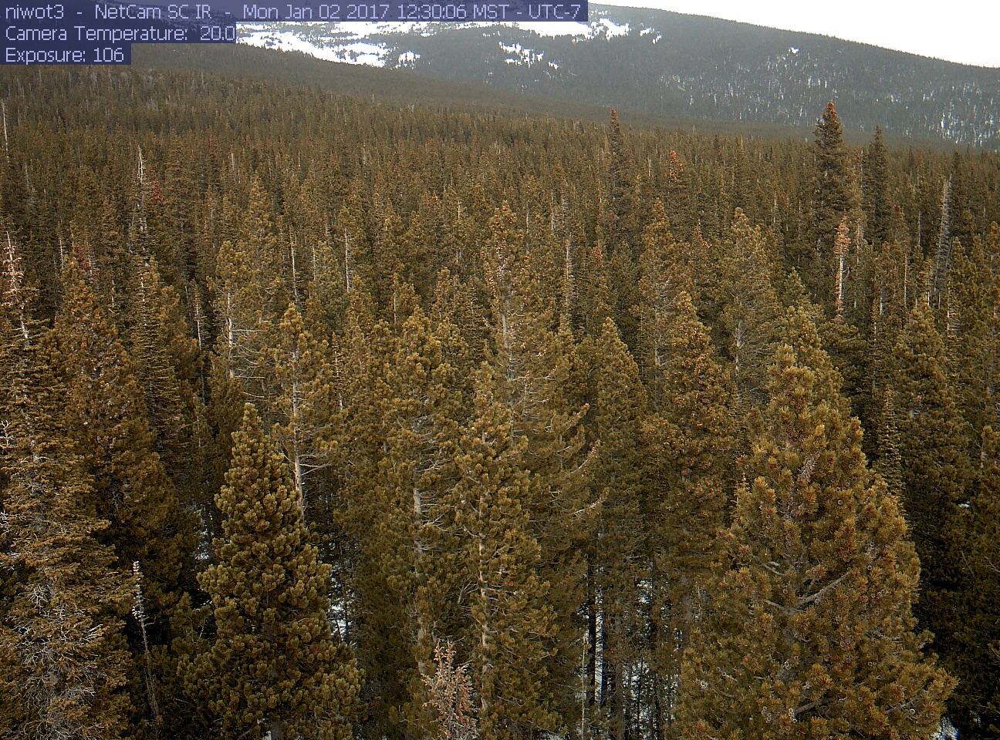 niwot3 - NetCam SC IR - Mon Jan 02 2017 12:30:06 MST - UTC-7
Camera Temperature: 20.0
Exposure: 106